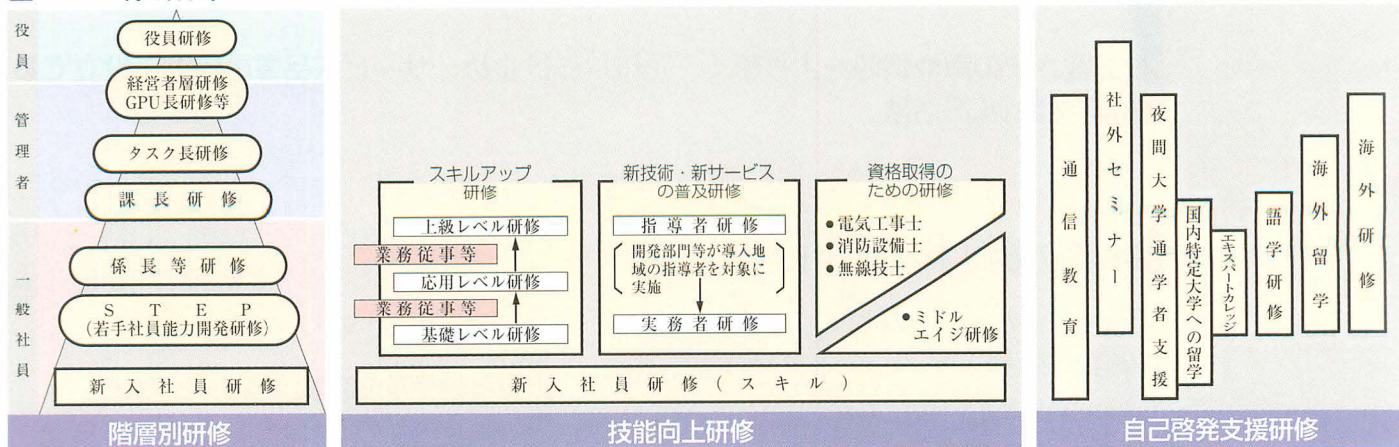 役員
管理者
一般社員
役員研修
経営者層研修
GPU長研修等
タスク長研修
課長研修
係長等研修
STEP
(若手社員能力開発研修)
新入社員研修
階層別研修
スキルアップ
研修
上級レベル研修
業務従事等
応用レベル研修
業務従事等
基礎レベル研修
新技術・新サービス
の普及研修
指導者研修
開発部門等が導入地
域の指導者を対象に
実施
実務者研修
資格取得の
ための研修
●電気工事士
●消防設備士
●無線技士
●ミドル
エイジ研修
新入社員研修(スキル)
技能向上研修
通信教育
社外セミナー
夜間大学通学者支援
国内特定大学への留学
エキスパートカレッジ
語学研修
海外留学
海外研修
自己啓発支援研修